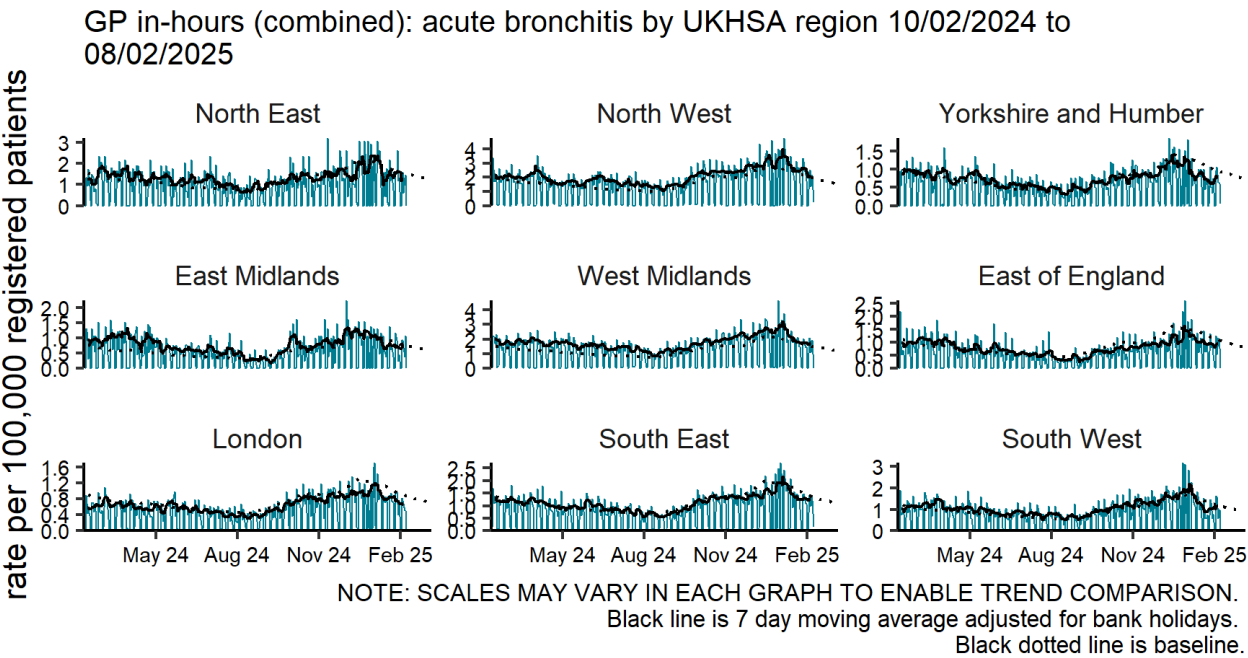 GP in-hours (combined): acute bronchitis by UKHSA region 10/02/2024 to
08/02/2025
rate per 100,000 registered patients
North East
3
2
1
0
North West
4
3
2
1
0
Yorkshire and Humber
1.5
1.0
0.5
0.0
East Midlands
2.0
1.5
1.0
0.5
0.0
West Midlands
4
3
2
1
0
East of England
2.5
2.0
1.5
1.0
0.5
0.0
London
1.6
1.2
0.8
0.4
0.0
South East
2.5
2.0
1.5
1.0
0.5
0.0
South West
3
2
1
0
May 24 Aug 24 Nov 24 Feb 25
May 24 Aug 24 Nov 24 Feb 25
May 24 Aug 24 Nov 24 Feb 25
NOTE: SCALES MAY VARY IN EACH GRAPH TO ENABLE TREND COMPARISON.
Black line is 7 day moving average adjusted for bank holidays.
Black dotted line is baseline.